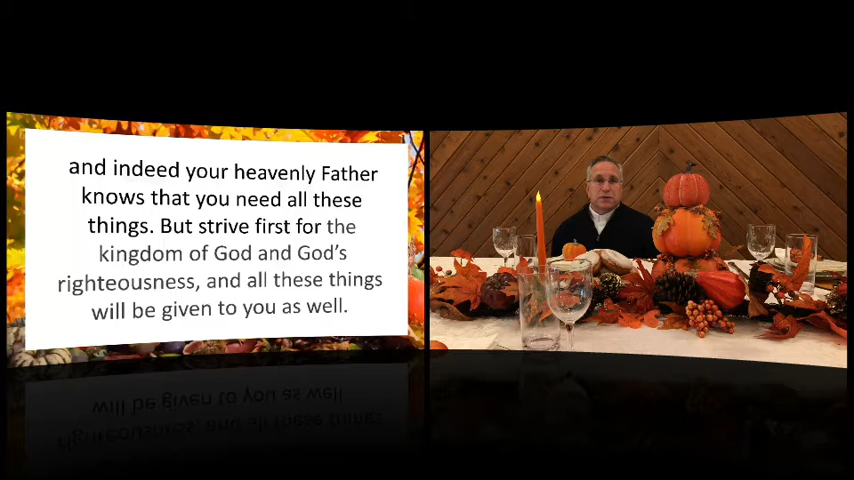 and indeed your heavenly Father
knows that you need all these
things. But strive first for the
kingdom of God and God's
righteousness, and all these things
will be given to you as well.